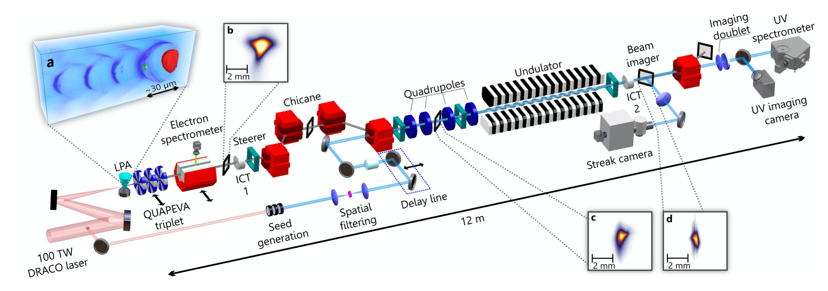 a
~30 μm
b
2 mm
Electron
spectrometer
LPA
QUAPEVA
triplet
100 TW
DRACO laser
Steerer
ICT
1
Chicane
Seed
generation
Spatial
filtering
Delay line
Quadrupoles
Undulator
12 m
Beam
imager
ICT
2
Streak camera
Imaging
doublet
UV
spectrometer
UV imaging
camera
c
2 mm
d
2 mm